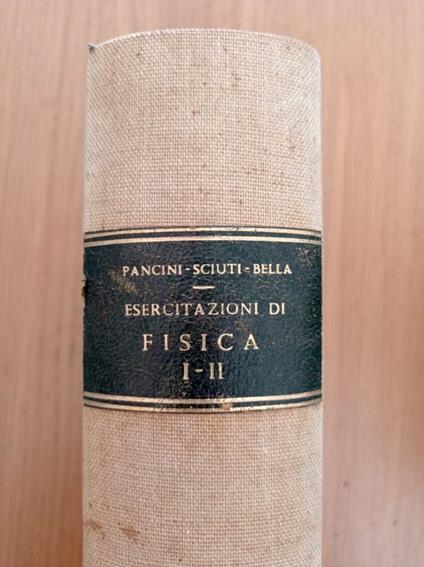 PANCINI-SCIUTI-BELLA
ESERCITAZIONI DI
FISICA
I-II